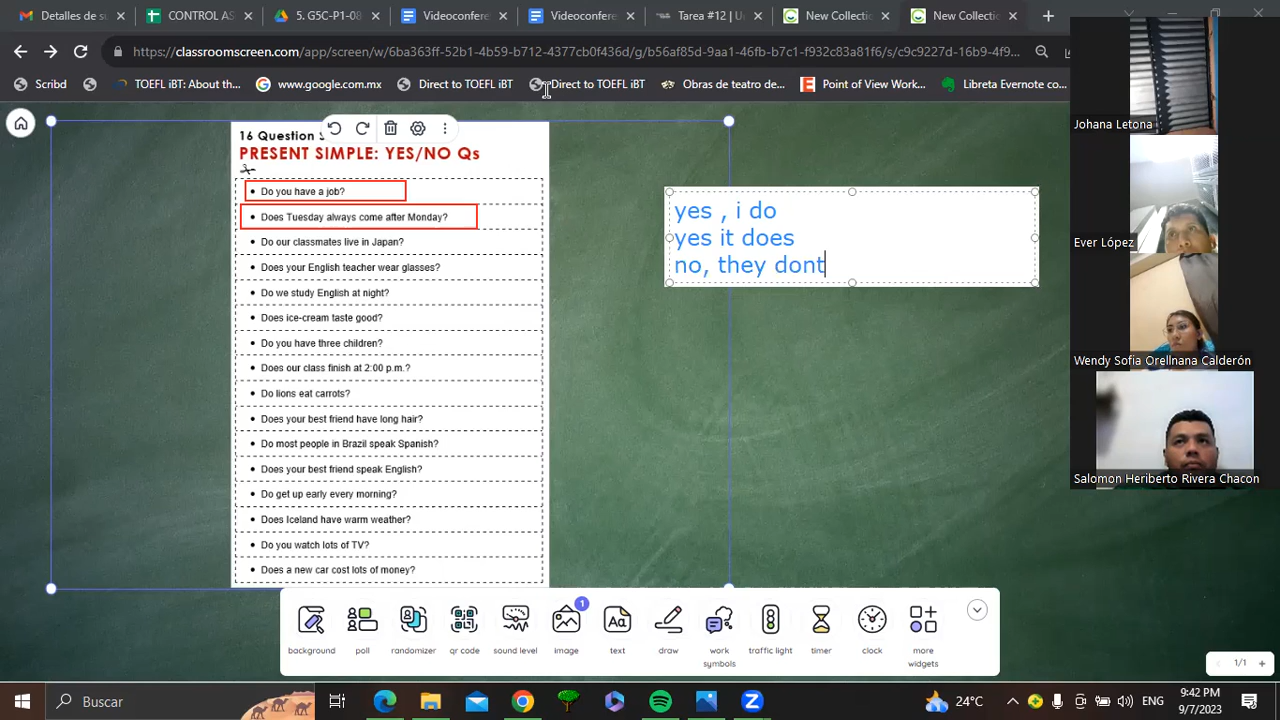 Detalles de su
CONTROL AS
5. G5C-P1-
Videoconfere
Videoconfere
Tarea #12 | Un
New Collectio
New Collectio
https://classroomscreen.com/app/screen/w/6ba363ff-52b1-4b59-b712-4377cb0f436d/g/b56af85d-9aa1-46fb-b7c1-f932c83a81f6/s/c9c9227d-16b9-4f9...
Scribd
TOEFL iBT: About th...
www.google.com.
Direct to TOEFL iBT
Direct to TOEFL iBT
Obras de teatro de...
Point of View Work...
Libreta Evernote co...
16 Question S
PRESENT SIMPLE: YES/NO Qs
• Do you have a job?
• Does Tuesday always come after Monday?
• Do our classmates live in Japan?
• Does your English teacher wear glasses?
• Do we study English at night?
• Does ice-cream taste good?
• Do you have three children?
• Does our class finish at 2:00 p.m.?
• Do lions eat carrots?
• Does your best friend have long hair?
• Do most people in Brazil speak Spanish?
• Does your best friend speak English?
• Do get up early every morning?
• Does Iceland have warm weather?
• Do you watch lots of TV?
• Does a new car cost lots of money?
yes , i do
yes it does
no, they dont
Johana Letona
Ever López
Wendy Sofia Orellnana Calderón
Salomon Heriberto Rivera Chacon
background
poll
randomizer
qr code
sound level
1
image
text
draw
work symbols
traffic light
timer
clock
more widgets
1/1
Buscar
24°C
ENG
9:42 PM
9/7/2023